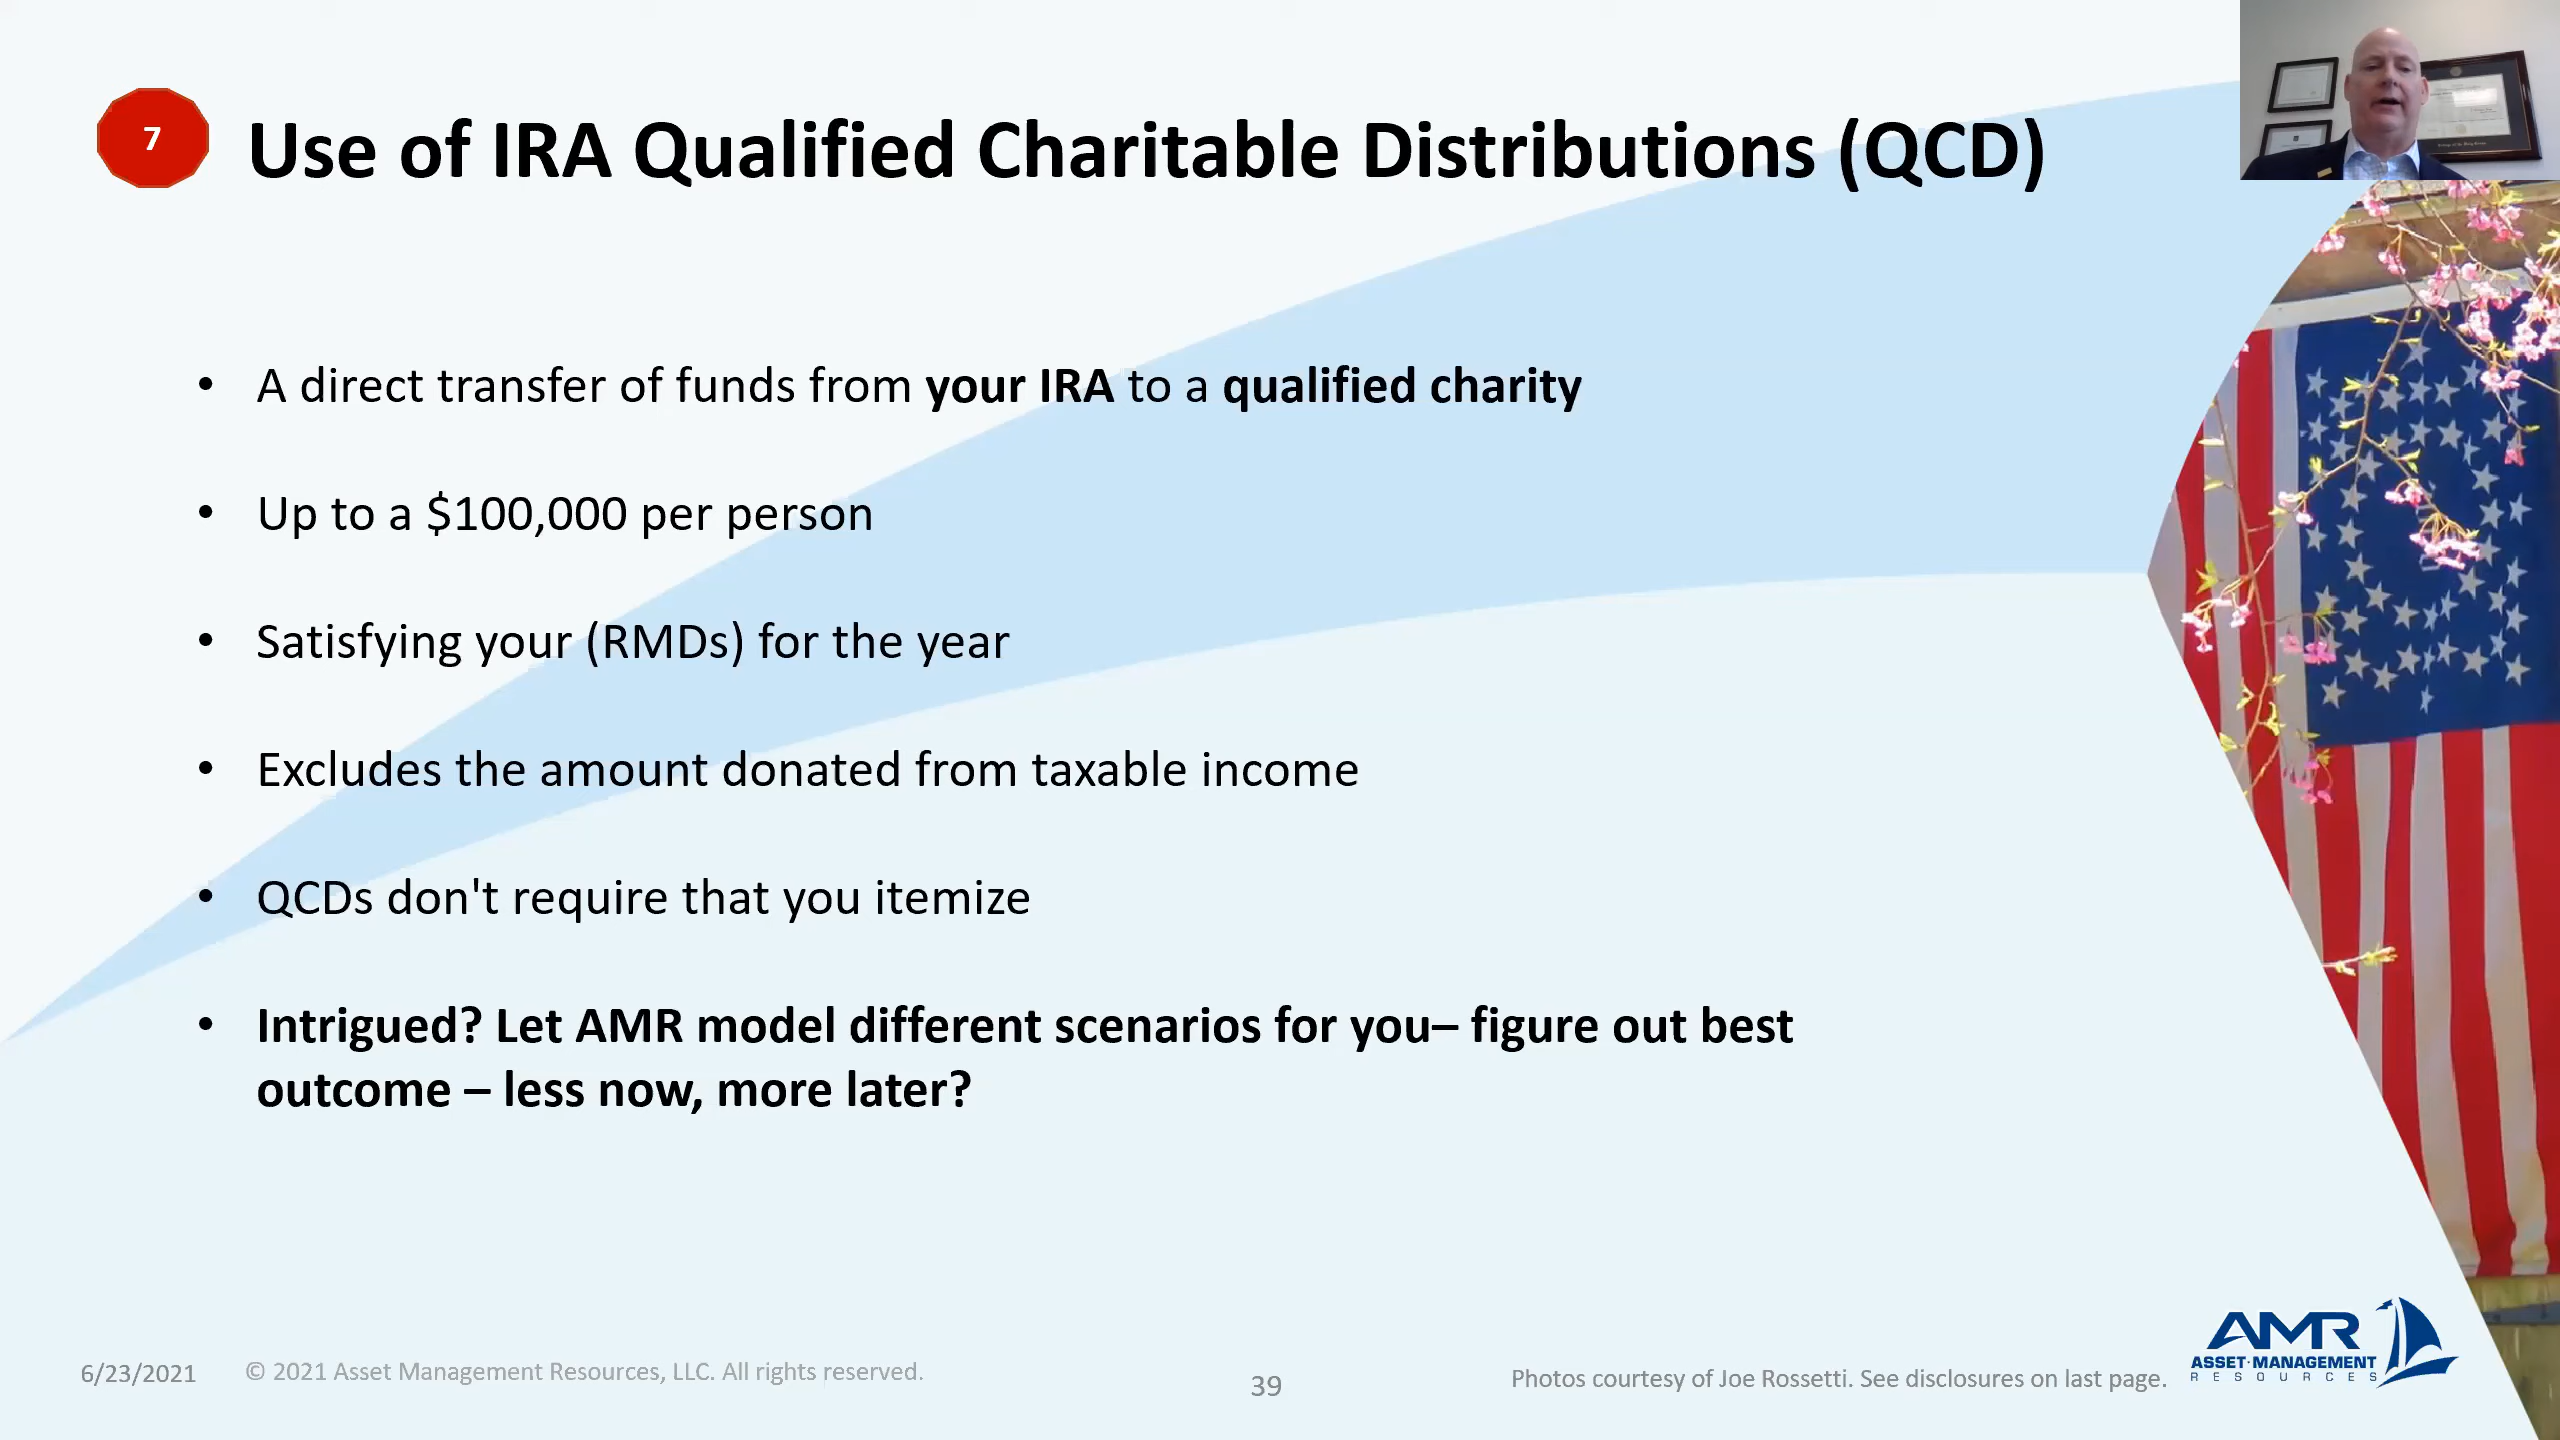 7
Use of IRA Qualified Charitable Distributions (QCD)
• A direct transfer of funds from your IRA to a qualified charity
• Up to a $100,000 per person
• Satisfying your (RMDs) for the year
• Excludes the amount donated from taxable income
• QCDs don't require that you itemize
• Intrigued? Let AMR model different scenarios for you– figure out best
outcome – less now, more later?
6/23/2021
© 2021 Asset Management Resources, LLC. All rights reserved.
39
Photos courtesy of Joe Rossetti. See disclosures on last page.
AMR
ASSET·MANAGEMENT
RESOURCES